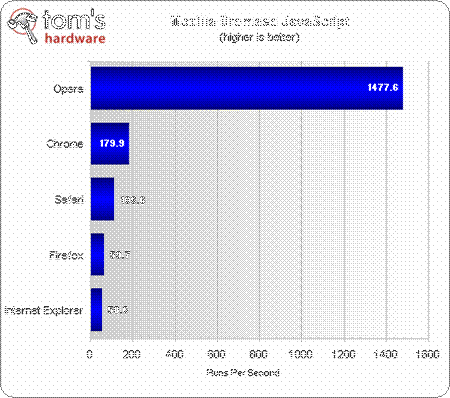 tom's
hardware
Mozilla Dromaeo JavaScript
(higher is better)
Opera
1477.6
Chrome
179.9
Safari
Firefox
Internet Explorer
0 200 400 600 800 1000 1200 1400 1600
Runs Per Second